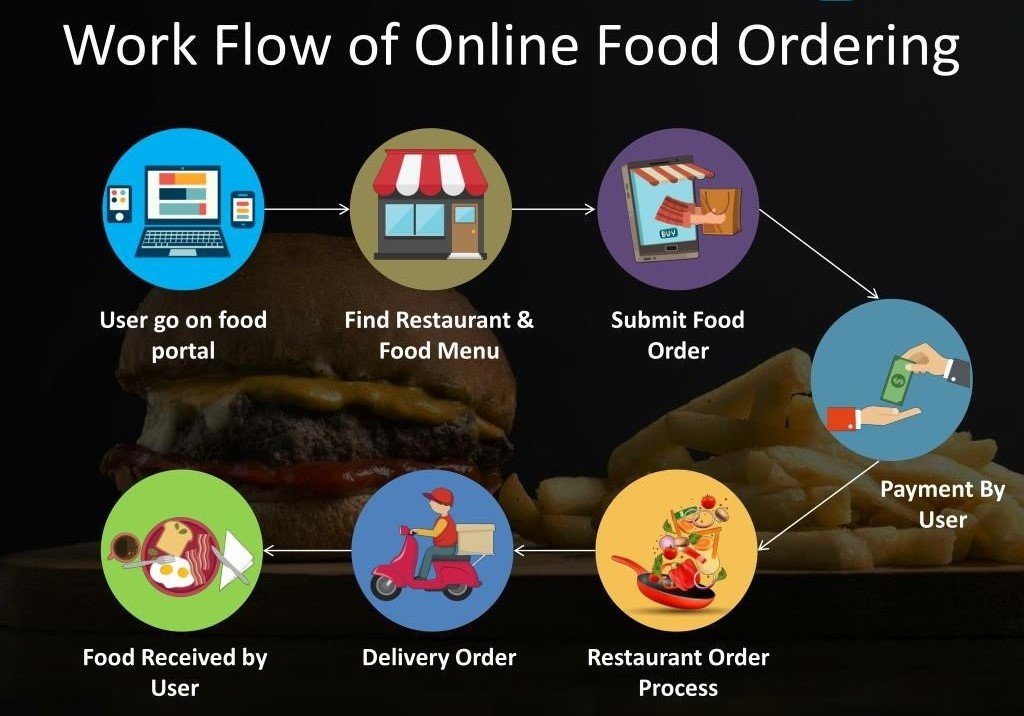 Work Flow of Online Food Ordering
User go on food
portal
Find Restaurant &
Food Menu
BUY
Submit Food
Order
Payment By
User
Restaurant Order
Process
Delivery Order
Food Received by
User